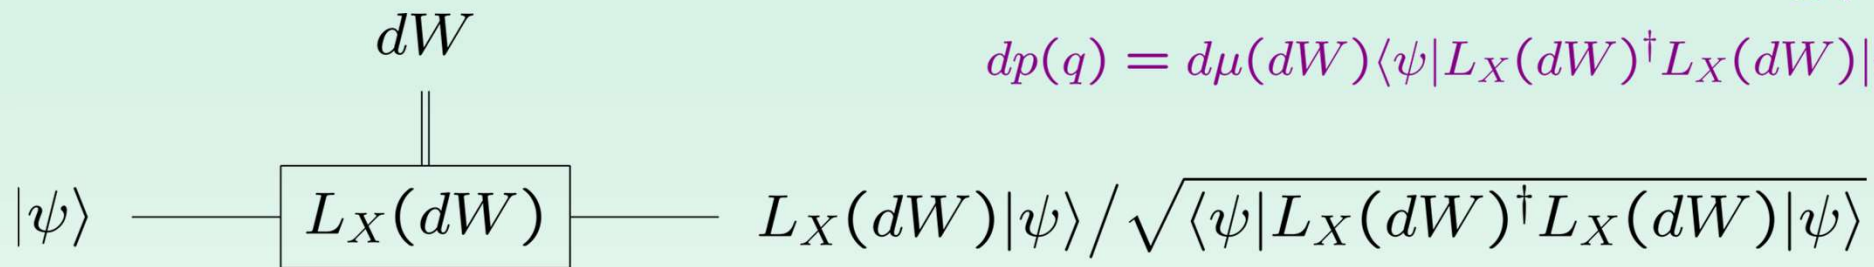 dW
dp(q) = dμ(dW)⟨ψ|L_X(dW)†L_X(dW)|
|ψ⟩ L_X(dW) L_X(dW)|ψ⟩/√⟨ψ|L_X(dW)†L_X(dW)|ψ⟩